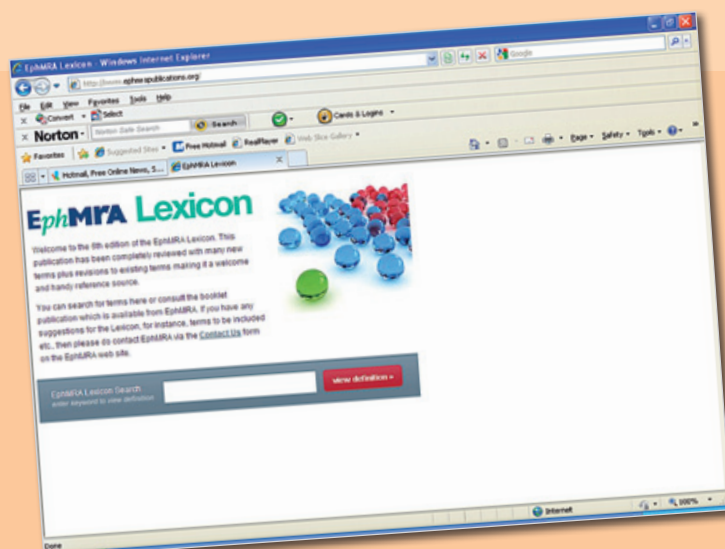 EphMRA Lexicon - Windows Internet Explorer
Google
File Edit View Favorites Tools Help
x Convert Select
x Norton Norton Safe Search Search Cards & Logins
Favorites Suggested Sites Free Hotmail RealPlayer Web Slice Gallery
Hotmail, Free Online News, S... EphMRA Lexicon x Page Safety Tools
EphMRA Lexicon
Welcome to the 6th edition of the EphMRA Lexicon. This
publication has been completely reviewed with many new
terms plus revisions to existing terms making it a welcome
and handy reference source.
You can search for terms here or consult the booklet
publication which is available from EphMRA. If you have any
suggestions for the Lexicon, for instance, terms to be included
etc., then please do contact EphMRA via the Contact Us form
on the EphMRA web site.
EphMRA Lexicon Search
enter keyword to view definition
view definition »
Done Internet 100%